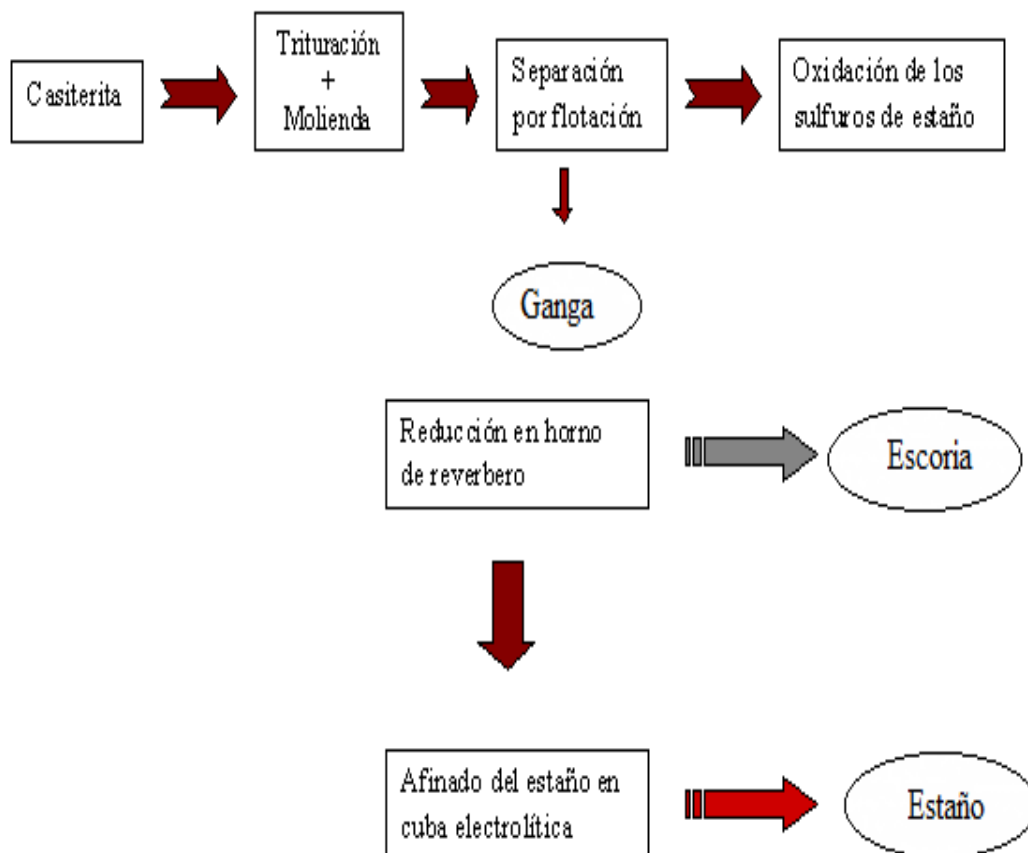 Casiterita
Trituración
+
Molienda
Separación
por flotación
Oxidación de los
sulfuros de estaño
Ganga
Reducción en horno
de reverbero
Escoria
Afinado del estaño en
cuba electrolítica
Estaño